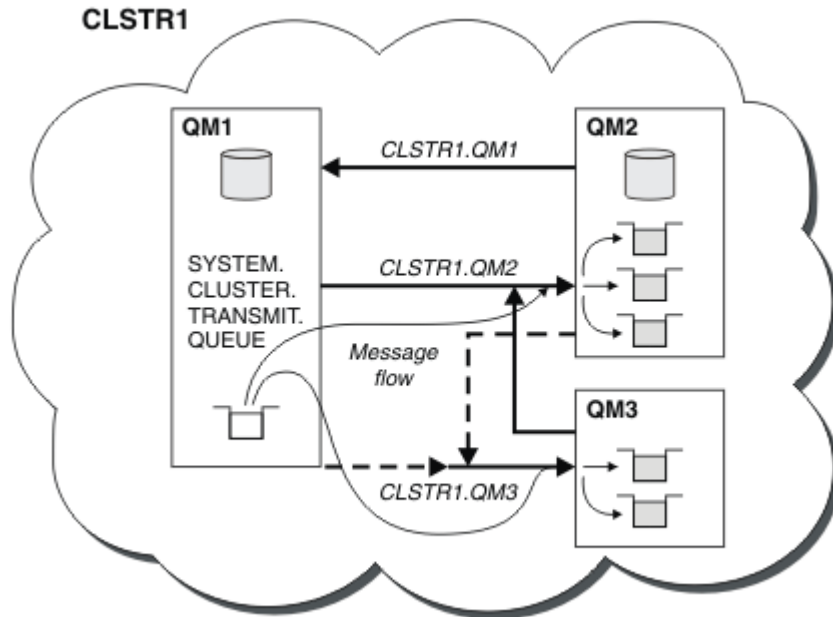 CLSTR1
QM1
CLSTR1.QM1
QM2
SYSTEM.
CLUSTER.
TRANSMIT.
QUEUE
CLSTR1.QM2
Message
flow
QM3
CLSTR1.QM3